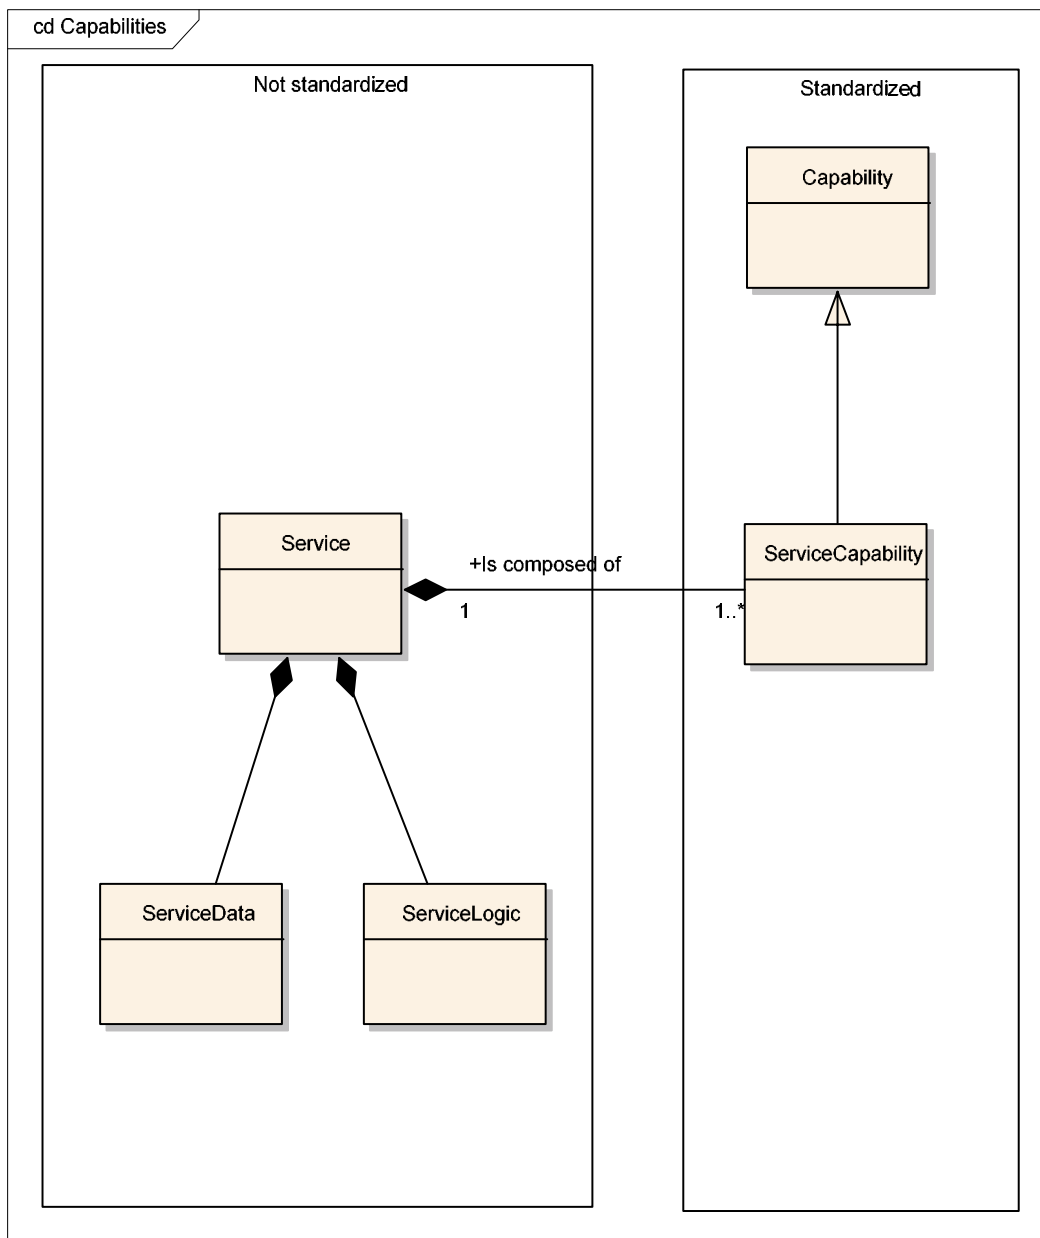 cd Capabilities
Not standardized
Standardized
Capability
Service
+Is composed of
ServiceCapability
1
1..*
ServiceData
ServiceLogic